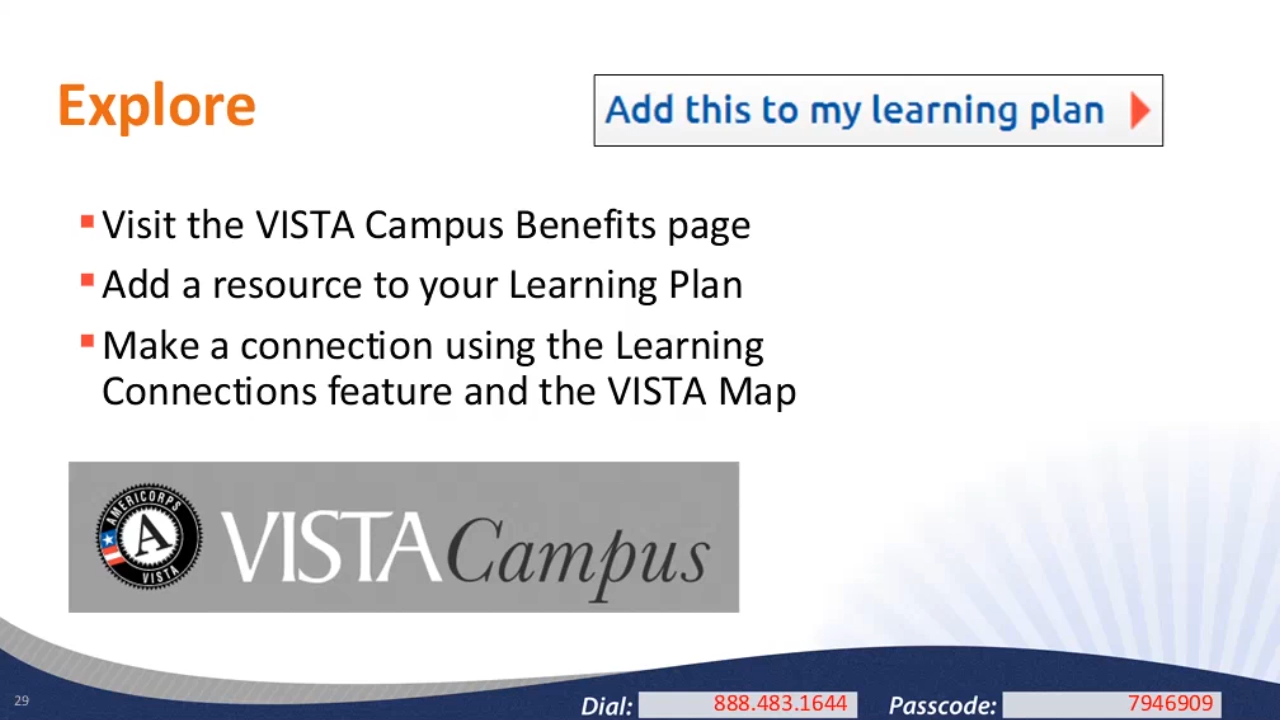 Explore
Add this to my learning plan
Visit the VISTA Campus Benefits page
Add a resource to your Learning Plan
Make a connection using the Learning
Connections feature and the VISTA Map
AMERICORPS
A
VISTA
VISTA Campus
29
Dial: 888.483.1644 Passcode: 7946909